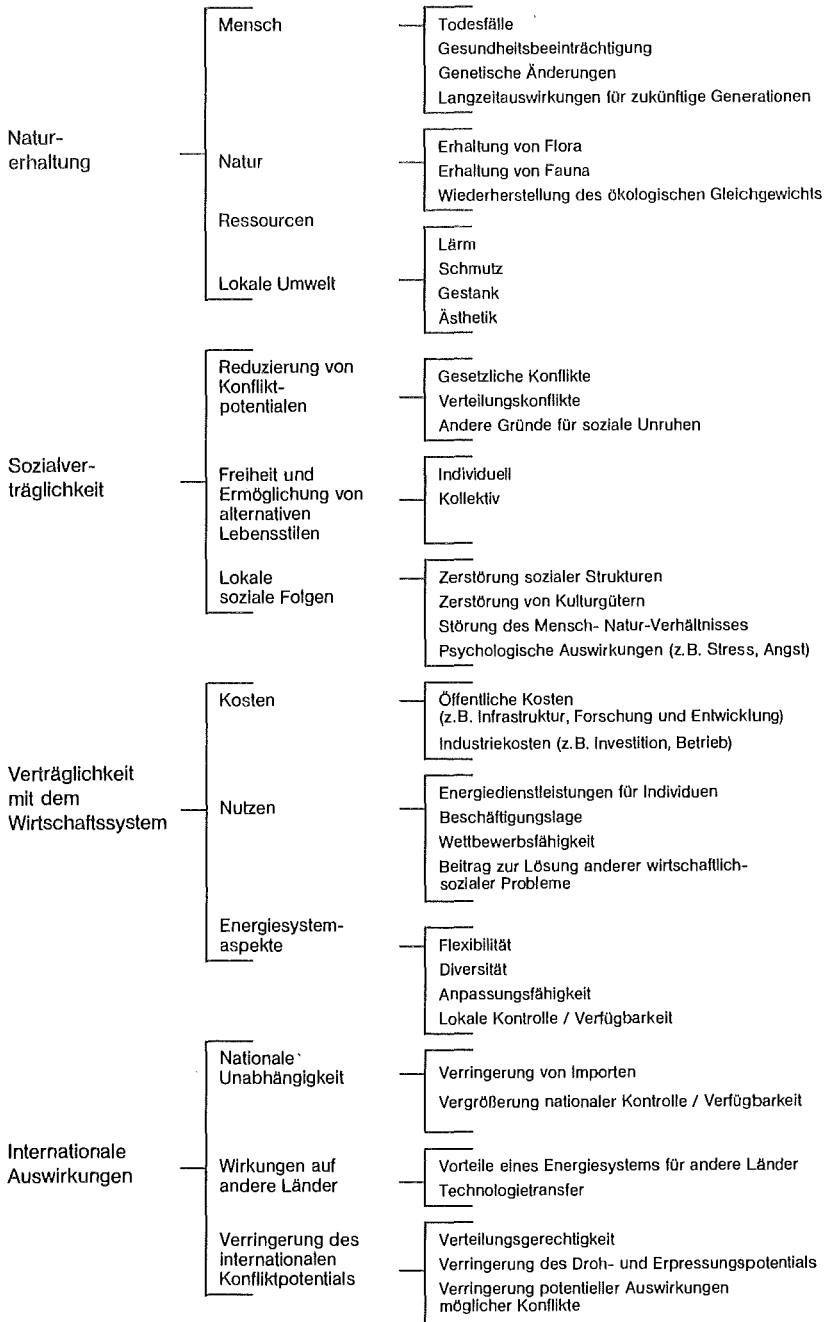 Natur-
erhaltung
Mensch
Todesfälle
Gesundheitsbeeinträchtigung
Genetische Änderungen
Langzeitauswirkungen für zukünftige Generationen
Natur
Erhaltung von Flora
Erhaltung von Fauna
Wiederherstellung des ökologischen Gleichgewichts
Ressourcen
Lokale Umwelt
Lärm
Schmutz
Gestank
Ästhetik
Sozialver-
träglichkeit
Reduzierung von
Konflikt-
potentialen
Gesetzliche Konflikte
Verteilungskonflikte
Andere Gründe für soziale Unruhen
Freiheit und
Ermöglichung von
alternativen
Lebensstilen
Individuell
Kollektiv
Lokale
soziale Folgen
Zerstörung sozialer Strukturen
Zerstörung von Kulturgütern
Störung des Mensch- Natur-Verhältnisses
Psychologische Auswirkungen (z.B. Stress, Angst)
Verträglichkeit
mit dem
Wirtschaftssystem
Kosten
Öffentliche Kosten
(z.B. Infrastruktur, Forschung und Entwicklung)
Industriekosten (z.B. Investition, Betrieb)
Nutzen
Energiedienstleistungen für Individuen
Beschäftigungslage
Wettbewerbsfähigkeit
Beitrag zur Lösung anderer wirtschaftlich-
sozialer Probleme
Energiesystem-
aspekte
Flexibilität
Diversität
Anpassungsfähigkeit
Lokale Kontrolle / Verfügbarkeit
Internationale
Auswirkungen
Nationale
Unabhängigkeit
Verringerung von Importen
Vergrößerung nationaler Kontrolle / Verfügbarkeit
Wirkungen auf
andere Länder
Vorteile eines Energiesystems für andere Länder
Technologietransfer
Verringerung des
internationalen
Konfliktpotentials
Verteilungsgerechtigkeit
Verringerung des Droh- und Erpressungspotentials
Verringerung potentieller Auswirkungen
möglicher Konflikte